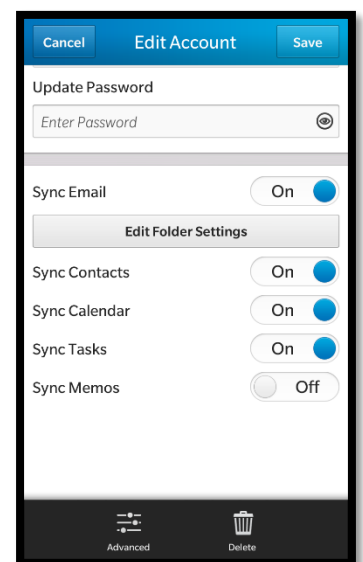 Cancel Edit Account Save
Update Password
Enter Password
Sync Email On
Edit Folder Settings
Sync Contacts On
Sync Calendar On
Sync Tasks On
Sync Memos Off
Advanced Delete